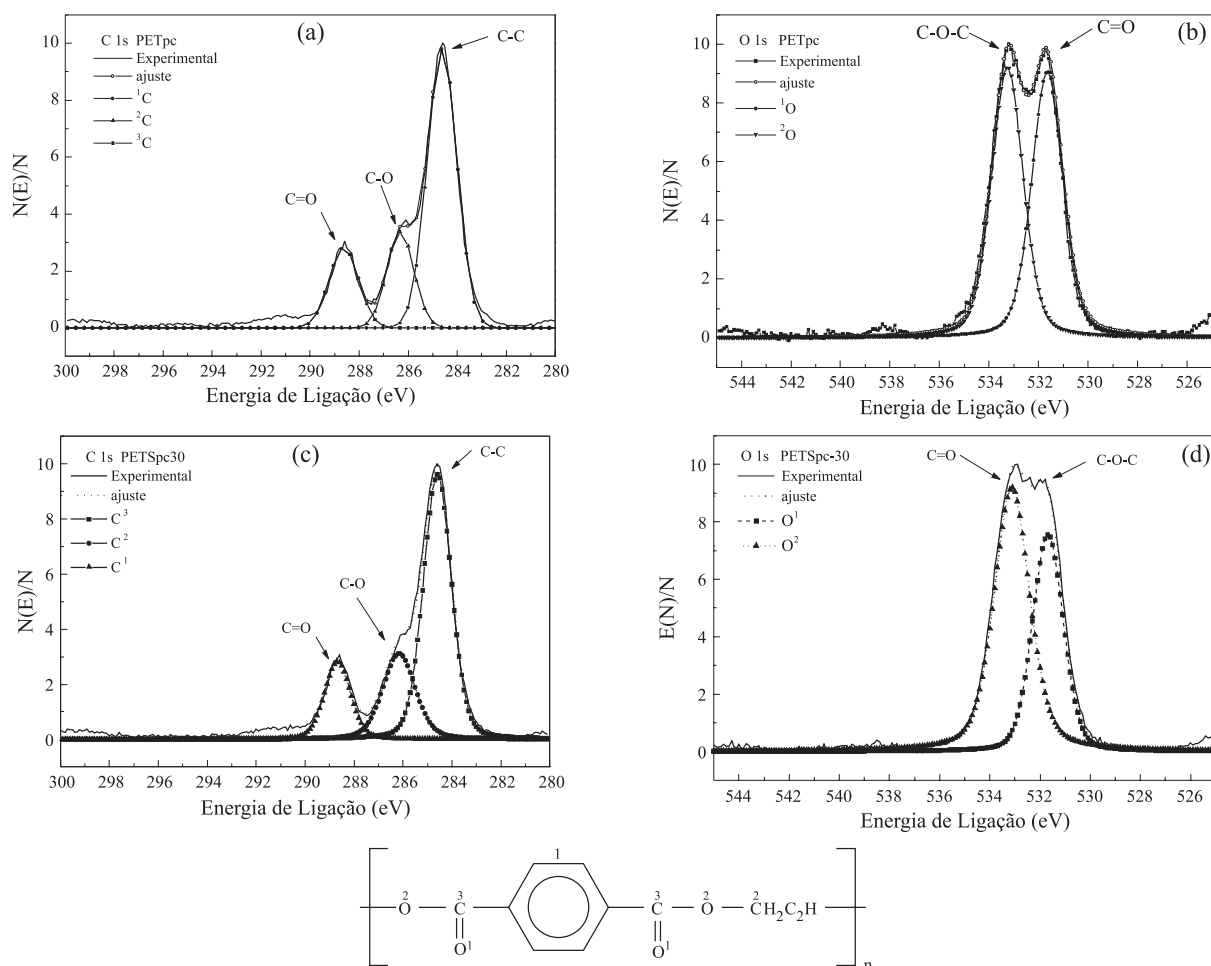 (a)
C 1s PETpc
Experimental
ajuste
¹C
²C
³C
C-C
C-O
C=O
N(E)/N
10
8
6
4
2
0
300 298 296 294 292 290 288 286 284 282 280
Energia de Ligação (eV)
(b)
O 1s PETpc
Experimental
ajuste
¹O
²O
C-O-C
C=O
N(E)/N
10
8
6
4
2
0
544 542 540 538 536 534 532 530 528 526
Energia de Ligação (eV)
(c)
C 1s PETSpc30
Experimental
ajuste
C³
C²
C¹
C-C
C-O
C=O
N(E)/N
10
8
6
4
2
0
300 298 296 294 292 290 288 286 284 282 280
Energia de Ligação (eV)
(d)
O 1s PETSpc-30
Experimental
ajuste
O¹
O²
C=O
C-O-C
E(N)/N
10
8
6
4
2
0
544 542 540 538 536 534 532 530 528 526
Energia de Ligação (eV)
1
2 3 3 2 2
O C C O CH₂C₂H
O¹ O¹
n